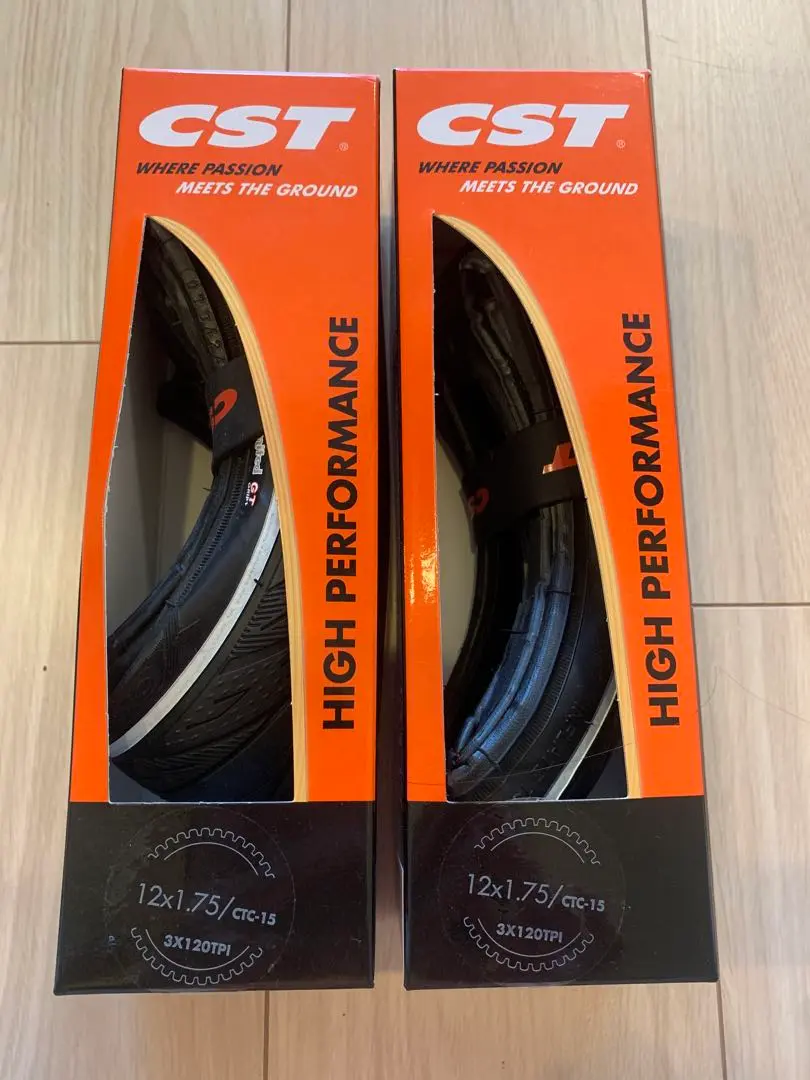 CST®
WHERE PASSION
MEETS THE GROUND
HIGH PERFORMANCE
12x1.75/CTC-15
3X120TPI
CST®
WHERE PASSION
MEETS THE GROUND
HIGH PERFORMANCE
12x1.75/CTC-15
3X120TPI